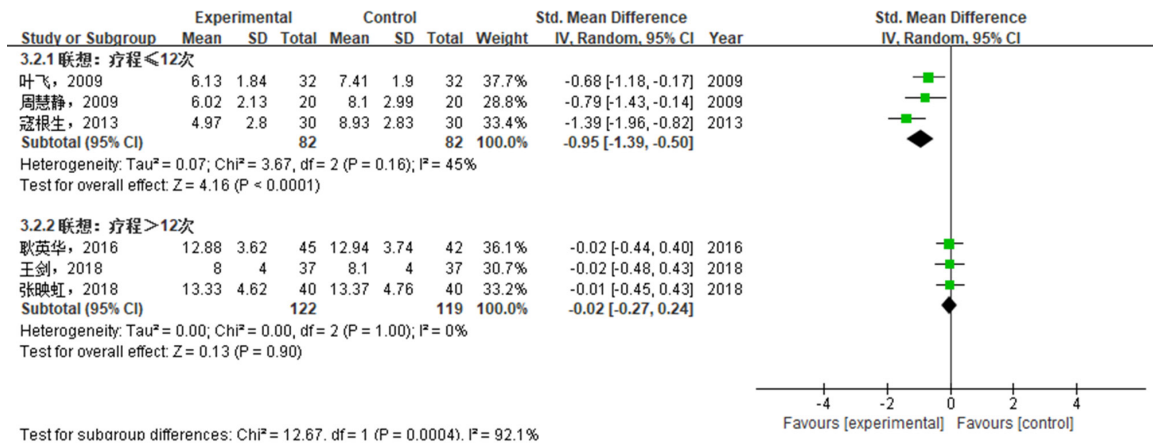 Experimental Control Std. Mean Difference Std. Mean Difference
Study or Subgroup Mean SD Total Mean SD Total Weight IV, Random, 95% CI Year IV, Random, 95% CI
3.2.1 联想：疗程≤12次
叶飞，2009 6.13 1.84 32 7.41 1.9 32 37.7% -0.68 [-1.18, -0.17] 2009
周慧静，2009 6.02 2.13 20 8.1 2.99 20 28.8% -0.79 [-1.43, -0.14] 2009
寇根生，2013 4.97 2.8 30 8.93 2.83 30 33.4% -1.39 [-1.96, -0.82] 2013
Subtotal (95% CI) 82 82 100.0% -0.95 [-1.39, -0.50]
Heterogeneity: Tau² = 0.07; Chi² = 3.67, df = 2 (P = 0.16); I² = 45%
Test for overall effect: Z = 4.16 (P < 0.0001)
3.2.2 联想：疗程＞12次
耿英华，2016 12.88 3.62 45 12.94 3.74 42 36.1% -0.02 [-0.44, 0.40] 2016
王剑，2018 8 4 37 8.1 4 37 30.7% -0.02 [-0.48, 0.43] 2018
张映虹，2018 13.33 4.62 40 13.37 4.76 40 33.2% -0.01 [-0.45, 0.43] 2018
Subtotal (95% CI) 122 119 100.0% -0.02 [-0.27, 0.24]
Heterogeneity: Tau² = 0.00; Chi² = 0.00, df = 2 (P = 1.00); I² = 0%
Test for overall effect: Z = 0.13 (P = 0.90)
-4 -2 0 2 4
Favours [experimental] Favours [control]
Test for subgroup differences: Chi² = 12.67, df = 1 (P = 0.0004), I² = 92.1%